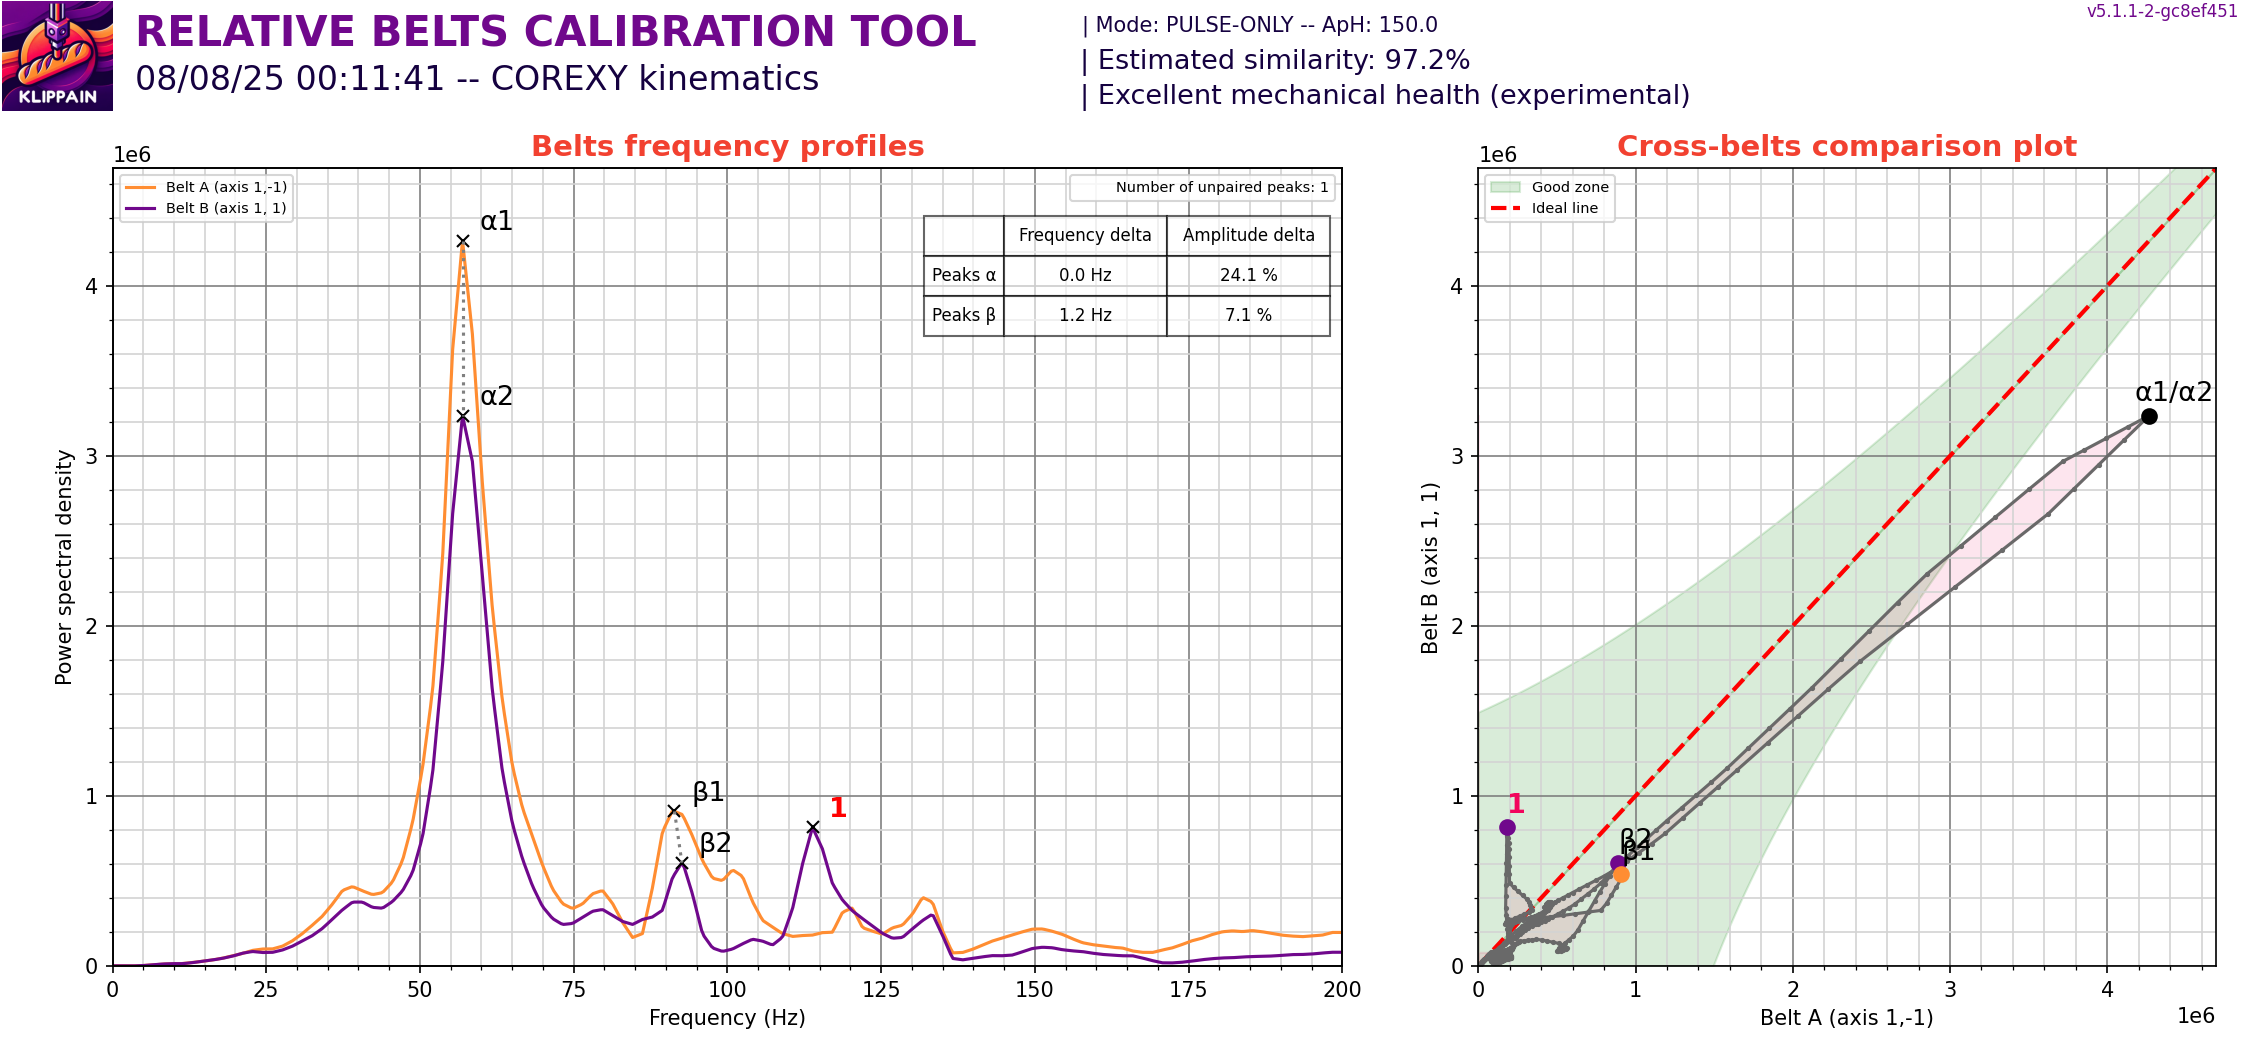 KLIPPAIN
RELATIVE BELTS CALIBRATION TOOL
08/08/25 00:11:41 -- COREXY kinematics
| Mode: PULSE-ONLY -- ApH: 150.0
| Estimated similarity: 97.2%
| Excellent mechanical health (experimental)
v5.1.1-2-gc8ef451
Belts frequency profiles
1e6
Belt A (axis 1,-1)
Belt B (axis 1, 1)
Number of unpaired peaks: 1
Frequency delta Amplitude delta
Peaks α 0.0 Hz 24.1 %
Peaks β 1.2 Hz 7.1 %
α1
α2
β1
β2
1
4
3
2
1
0
Power spectral density
0 25 50 75 100 125 150 175 200
Frequency (Hz)
Cross-belts comparison plot
1e6
Good zone
Ideal line
α1/α2
1
β2
β1
4
3
2
1
0
Belt B (axis 1, 1)
0 1 2 3 4
Belt A (axis 1,-1)
1e6